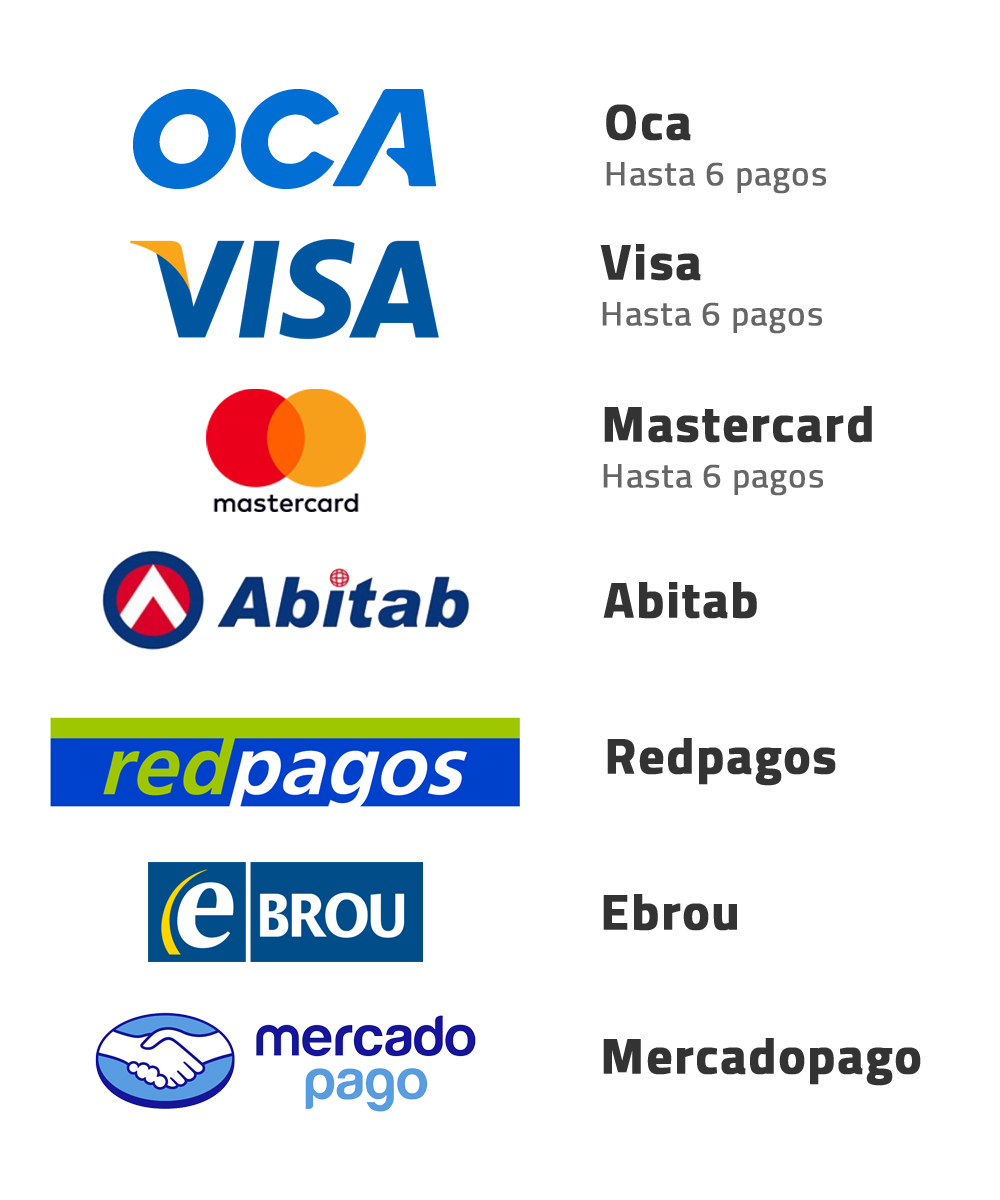 OCA
Oca
Hasta 6 pagos
VISA
Visa
Hasta 6 pagos
mastercard
Mastercard
Hasta 6 pagos
Abitab
Abitab
redpagos
Redpagos
e BROU
Ebrou
mercado
pago
Mercadopago